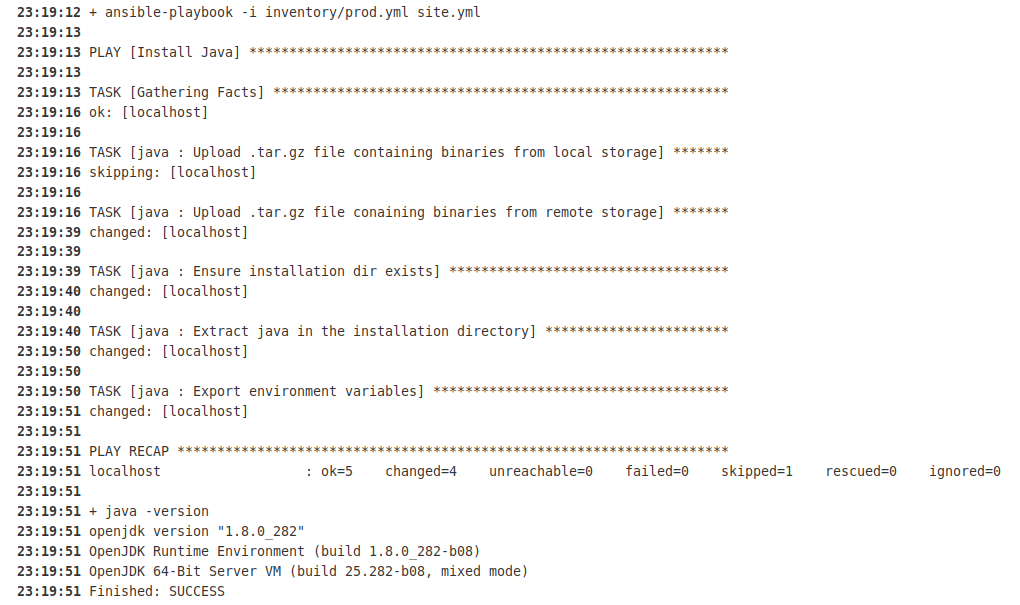 23:19:12 + ansible-playbook -i inventory/prod.yml site.yml
23:19:13
23:19:13 PLAY [Install Java] ************************************************************
23:19:13
23:19:13 TASK [Gathering Facts] *********************************************************
23:19:16 ok: [localhost]
23:19:16
23:19:16 TASK [java : Upload .tar.gz file containing binaries from local storage] *******
23:19:16 skipping: [localhost]
23:19:16
23:19:16 TASK [java : Upload .tar.gz file conaining binaries from remote storage] *******
23:19:39 changed: [localhost]
23:19:39
23:19:39 TASK [java : Ensure installation dir exists] ***********************************
23:19:40 changed: [localhost]
23:19:40
23:19:40 TASK [java : Extract java in the installation directory] ***********************
23:19:50 changed: [localhost]
23:19:50
23:19:50 TASK [java : Export environment variables] *************************************
23:19:51 changed: [localhost]
23:19:51
23:19:51 PLAY RECAP *********************************************************************
23:19:51 localhost                  : ok=5    changed=4    unreachable=0    failed=0    skipped=1    rescued=0    ignored=0
23:19:51
23:19:51 + java -version
23:19:51 openjdk version "1.8.0_282"
23:19:51 OpenJDK Runtime Environment (build 1.8.0_282-b08)
23:19:51 OpenJDK 64-Bit Server VM (build 25.282-b08, mixed mode)
23:19:51 Finished: SUCCESS